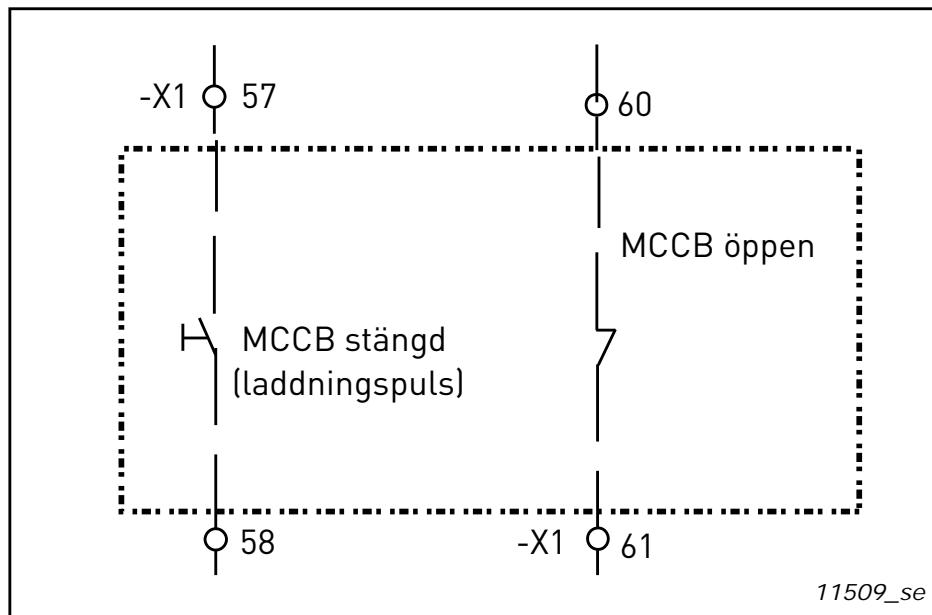 -X1 57
60
MCCB öppen
MCCB stängd
(laddningspuls)
58
-X1 61
11509_se